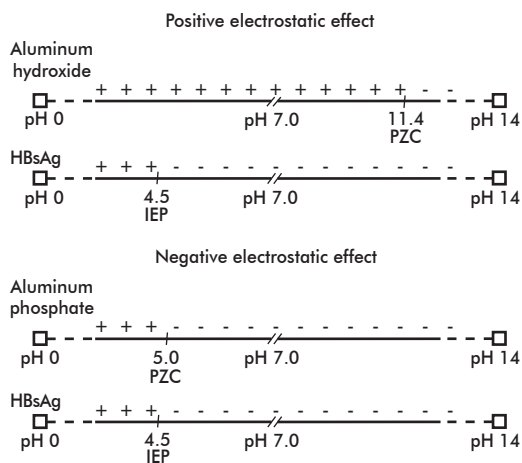 Positive electrostatic effect
Aluminum
hydroxide
+ + + + + + + + + + + + + - -
pH 0 pH 7.0 11.4 pH 14
PZC
HBsAg
+ + + - - - - - - - - - - - -
pH 0 4.5 pH 7.0 pH 14
IEP
Negative electrostatic effect
Aluminum
phosphate
+ + + - - - - - - - - - - - -
pH 0 5.0 pH 7.0 pH 14
PZC
HBsAg
+ + + - - - - - - - - - - - -
pH 0 4.5 pH 7.0 pH 14
IEP